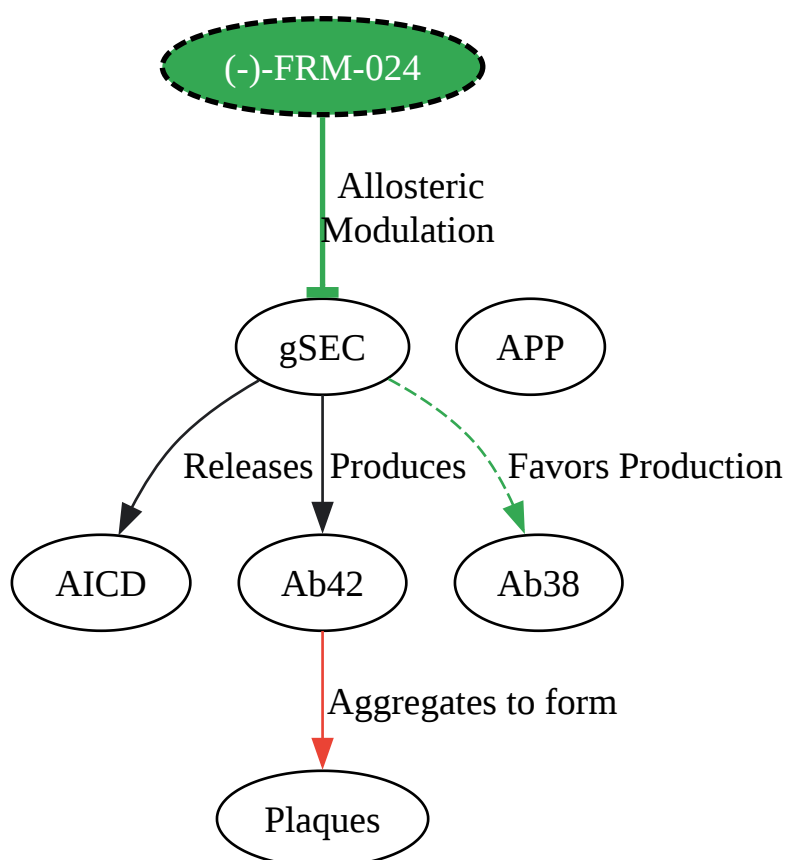 (-)-FRM-024
Allosteric
Modulation
gSEC
APP
Releases
Produces
Favors Production
AICD
Ab42
Ab38
Aggregates to form
Plaques